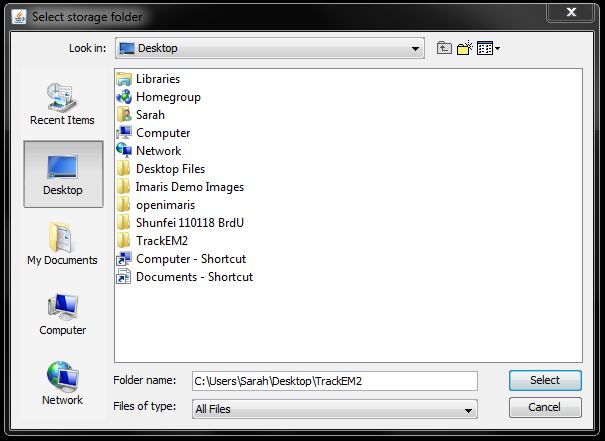 Select storage folder
Look in: Desktop
Libraries
Homegroup
Sarah
Computer
Network
Desktop Files
Imaris Demo Images
openimaris
Shunfei 110118 BrdU
TrackEM2
Computer - Shortcut
Documents - Shortcut
Recent Items
Desktop
My Documents
Computer
Network
Folder name: C:\Users\Sarah\Desktop\TrackEM2 Select
Files of type: All Files Cancel